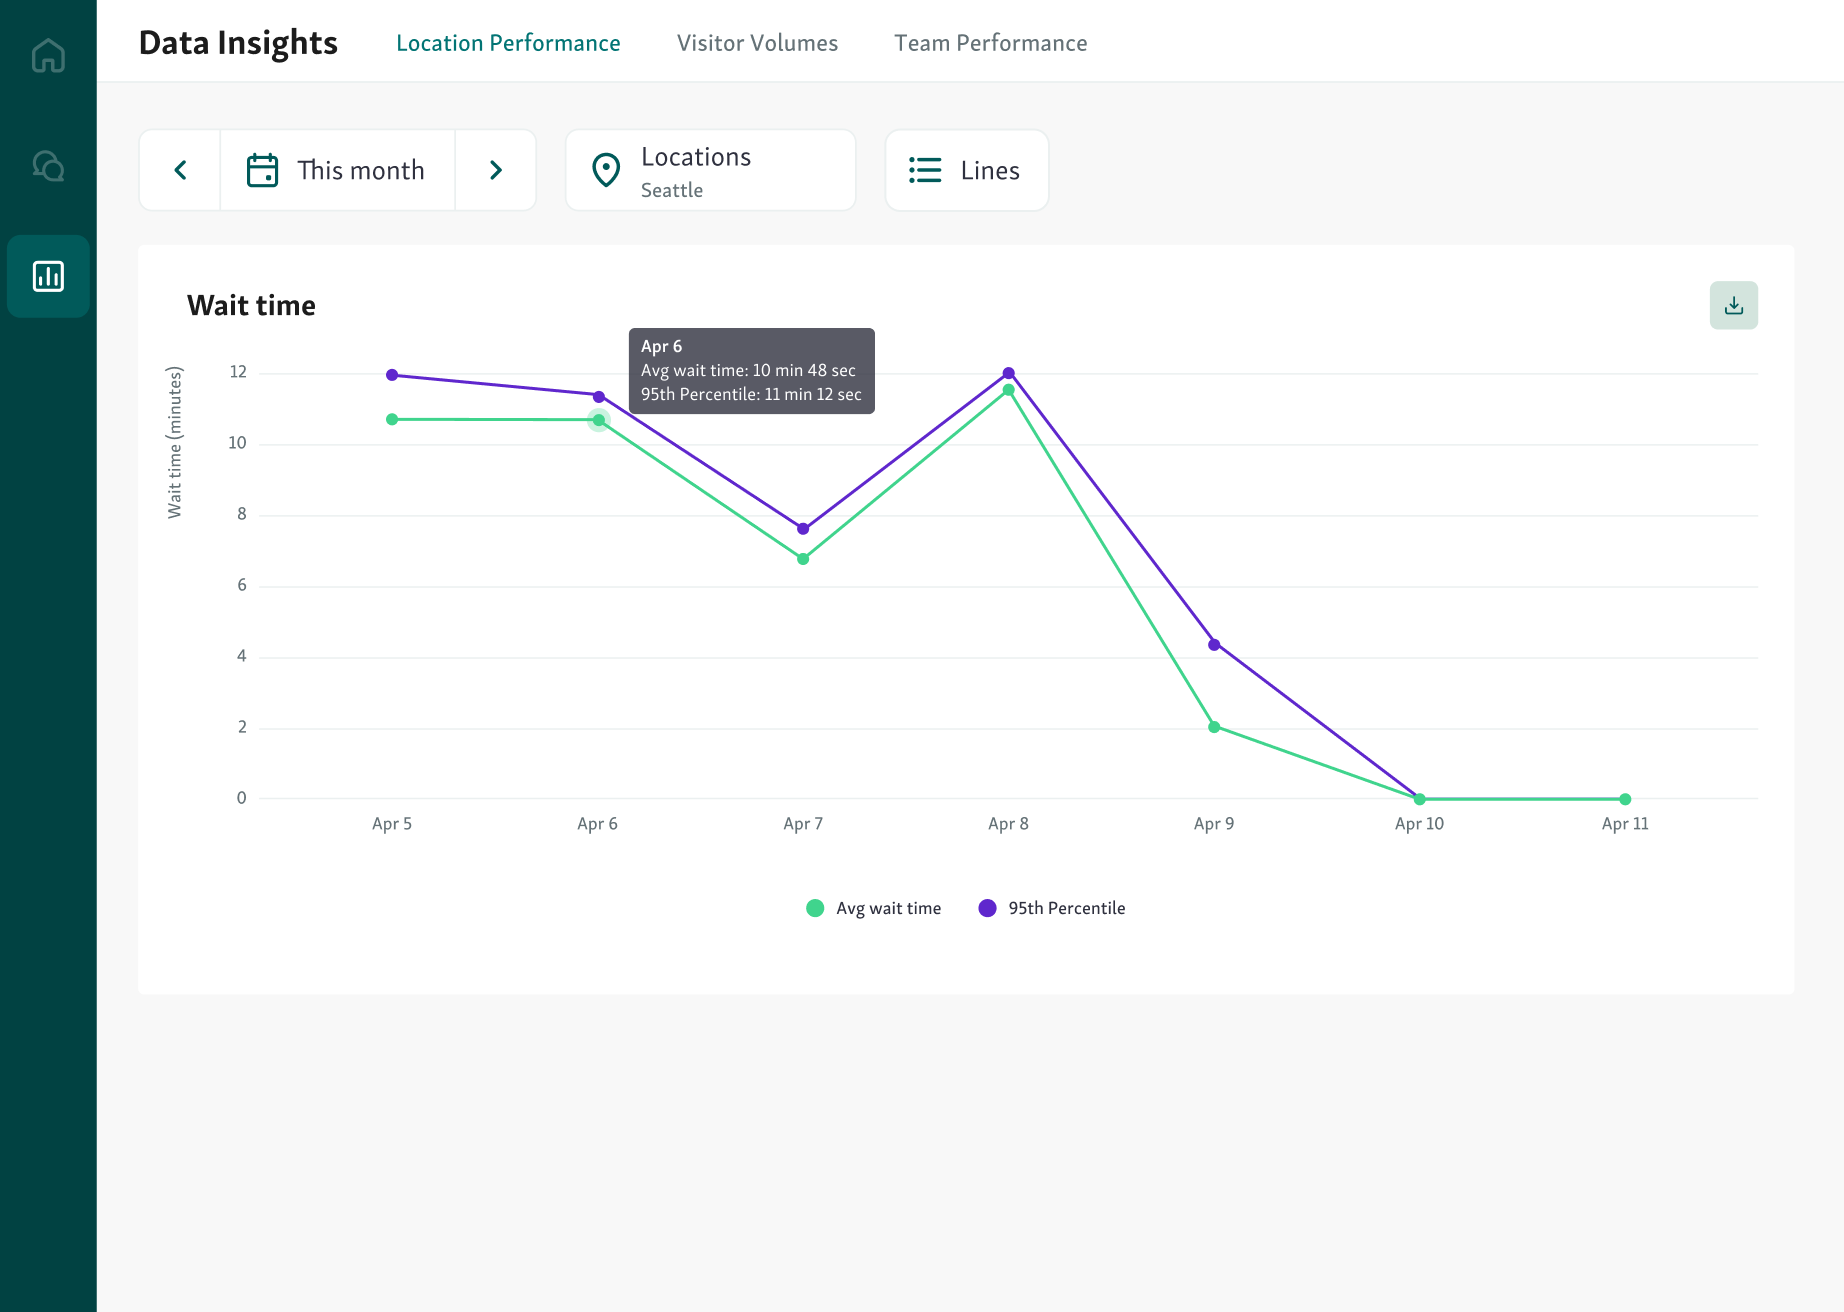 Data Insights
Location Performance
Visitor Volumes
Team Performance
This month
Locations
Seattle
Lines
Wait time
Wait time (minutes)
Apr 6
Avg wait time: 10 min 48 sec
95th Percentile: 11 min 12 sec
12
10
8
6
4
2
0
Apr 5
Apr 6
Apr 7
Apr 8
Apr 9
Apr 10
Apr 11
Avg wait time
95th Percentile